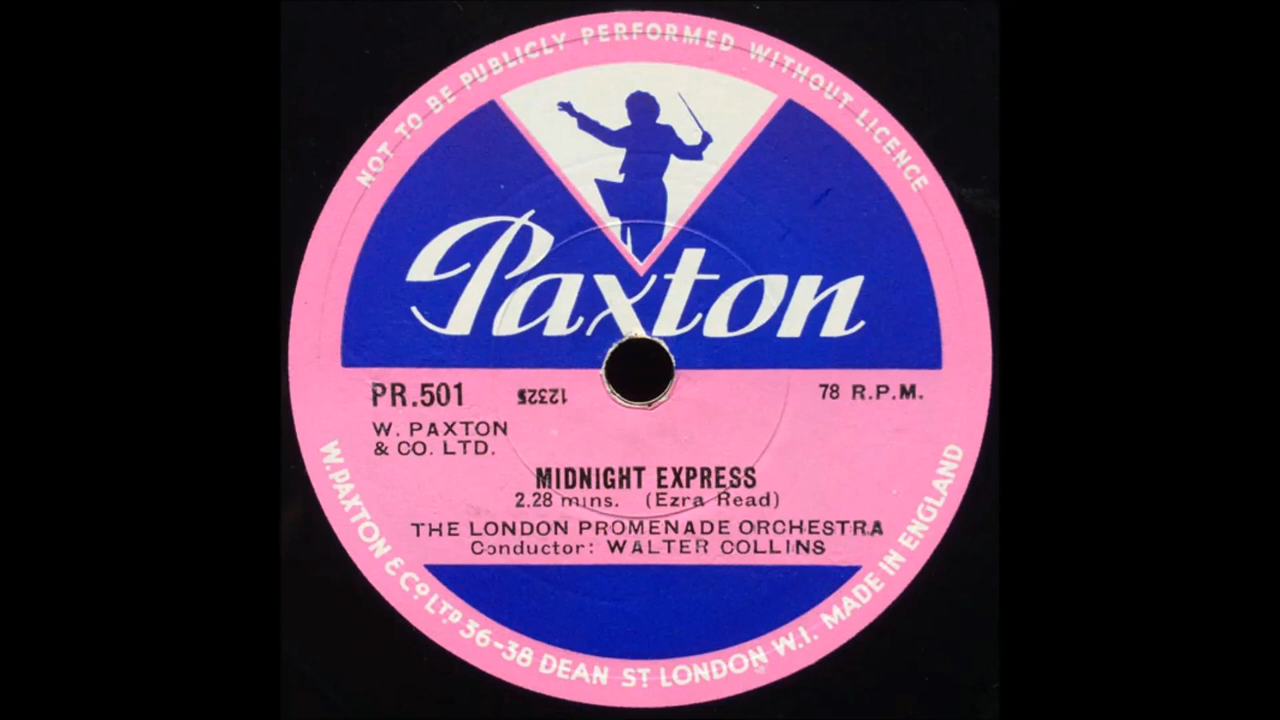 NOT TO BE PUBLICLY PERFORMED WITHOUT LICENCE
Paxton
PR.501 12325 78 R.P.M.
W. PAXTON
& CO. LTD.
MIDNIGHT EXPRESS
2.28 mins. (Ezra Read)
THE LONDON PROMENADE ORCHESTRA
Conductor: WALTER COLLINS
W. PAXTON & CO LTD 36-38 DEAN ST LONDON W.I. MADE IN ENGLAND